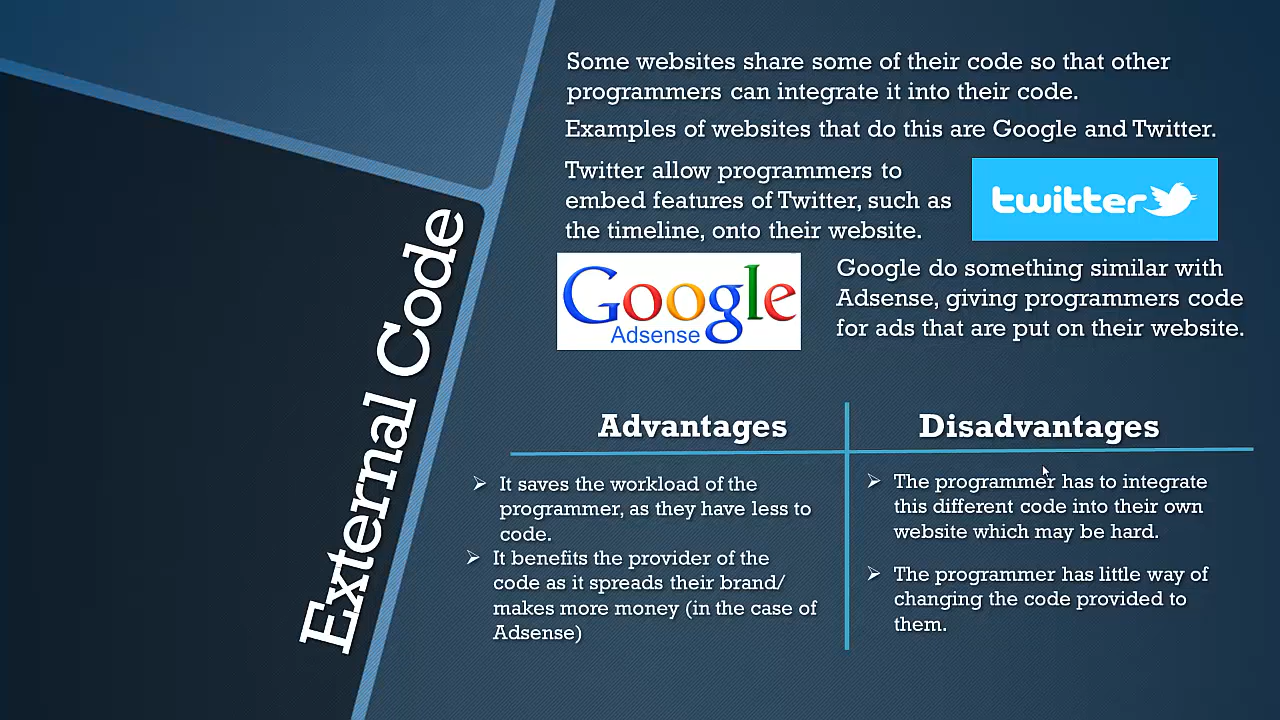 External Code
Some websites share some of their code so that other
programmers can integrate it into their code.
Examples of websites that do this are Google and Twitter.
Twitter allow programmers to
embed features of Twitter, such as
the timeline, onto their website.
twitter
Google
Adsense
Google do something similar with
Adsense, giving programmers code
for ads that are put on their website.
Advantages
It saves the workload of the
programmer, as they have less to
code.
It benefits the provider of the
code as it spreads their brand/
makes more money (in the case of
Adsense)
Disadvantages
The programmer has to integrate
this different code into their own
website which may be hard.
The programmer has little way of
changing the code provided to
them.